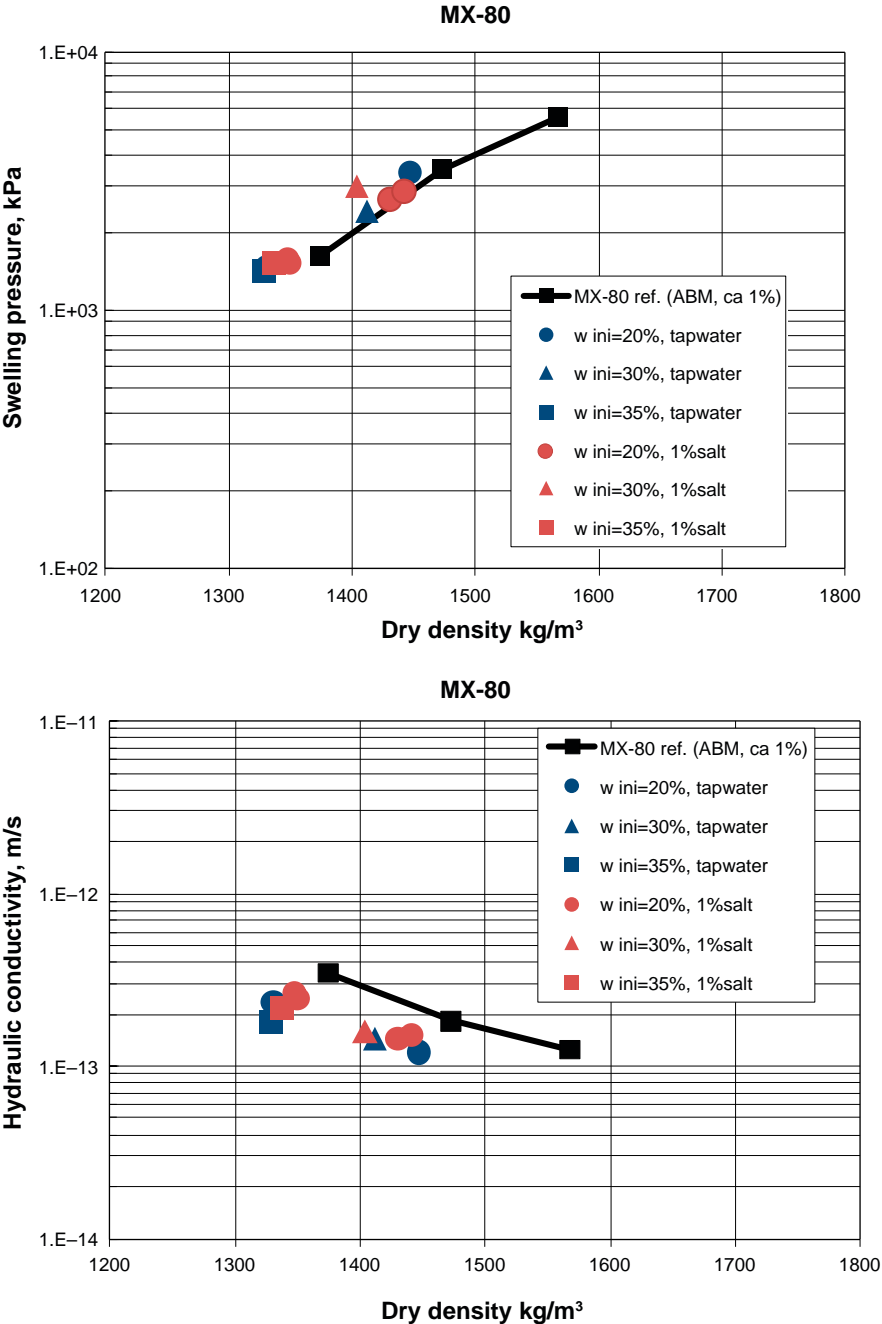 MX-80
Swelling pressure, kPa
1.E+04
1.E+03
1.E+02
MX-80 ref. (ABM, ca 1%)
w ini=20%, tapwater
w ini=30%, tapwater
w ini=35%, tapwater
w ini=20%, 1%salt
w ini=30%, 1%salt
w ini=35%, 1%salt
1200 1300 1400 1500 1600 1700 1800
Dry density kg/m³
MX-80
Hydraulic conductivity, m/s
1.E–11
1.E–12
1.E–13
1.E–14
MX-80 ref. (ABM, ca 1%)
w ini=20%, tapwater
w ini=30%, tapwater
w ini=35%, tapwater
w ini=20%, 1%salt
w ini=30%, 1%salt
w ini=35%, 1%salt
1200 1300 1400 1500 1600 1700 1800
Dry density kg/m³